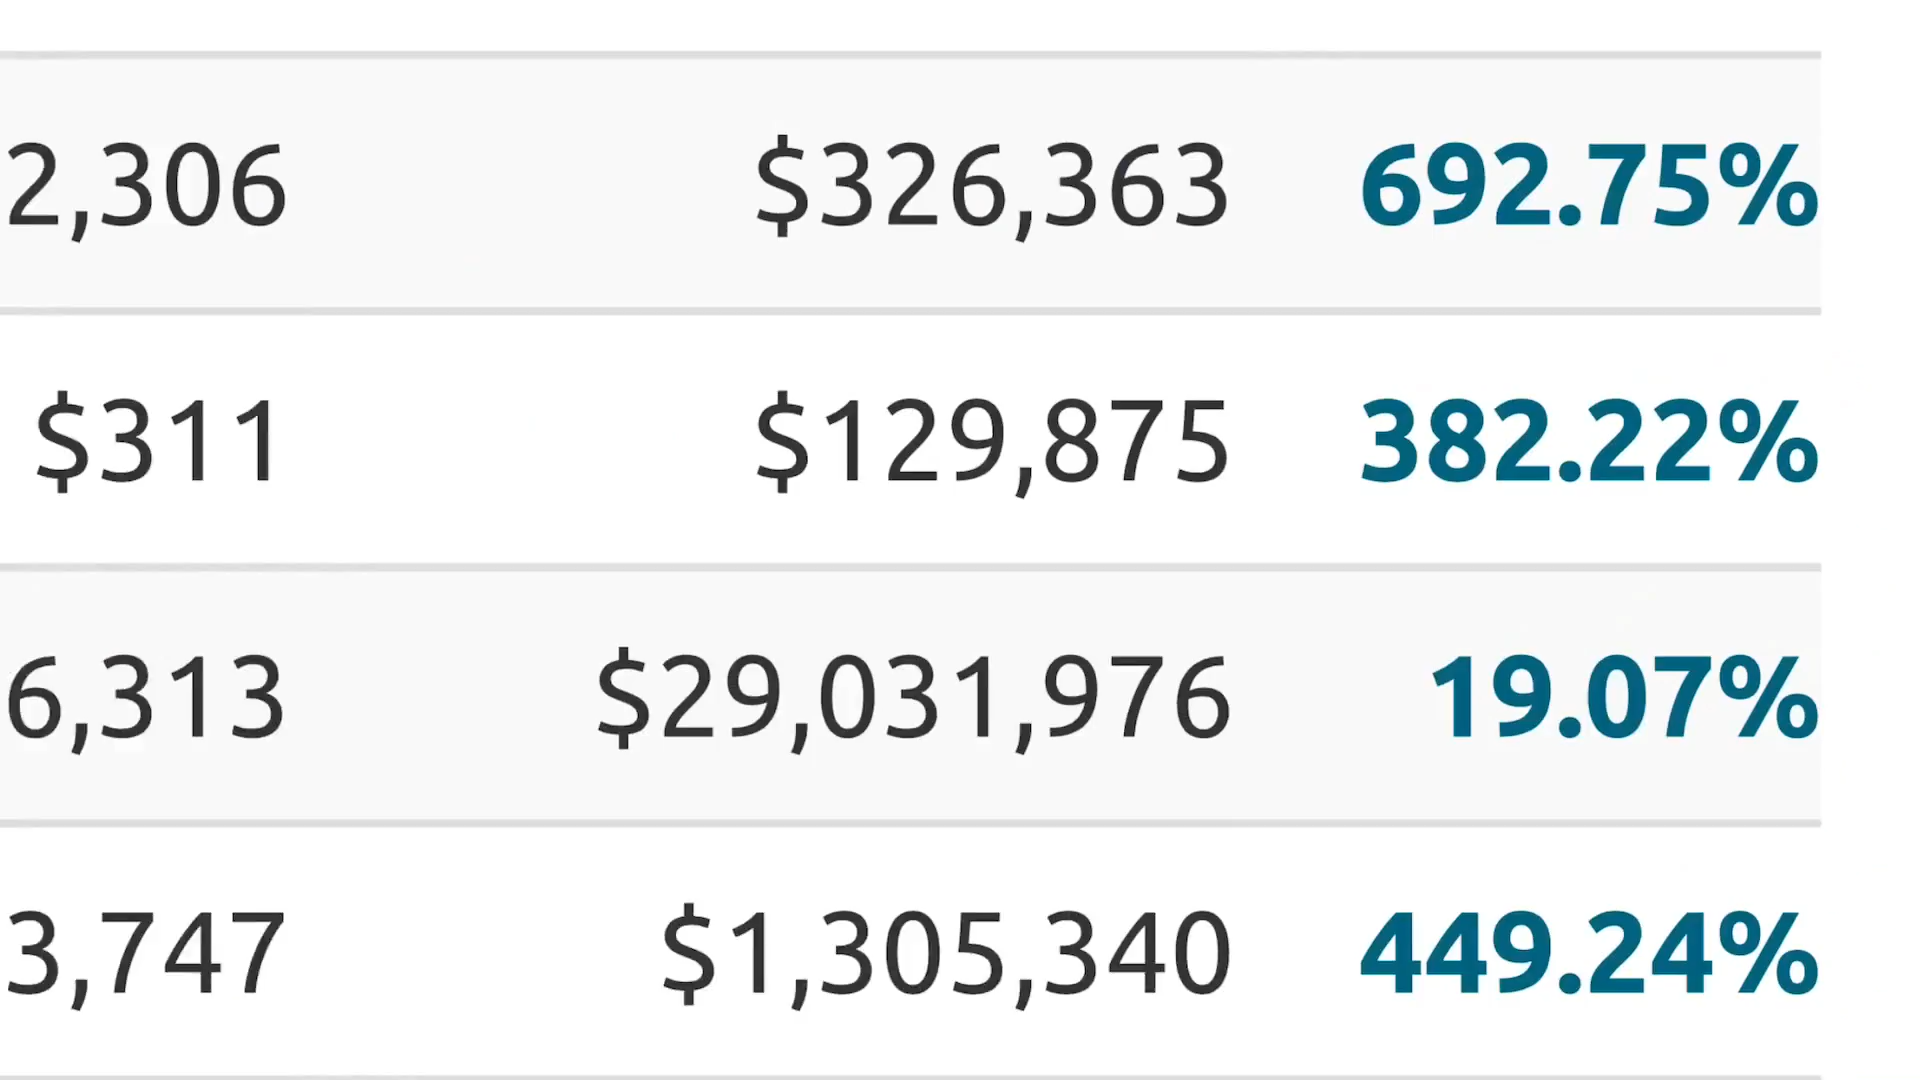 2,306 $326,363 692.75%
$311 $129,875 382.22%
6,313 $29,031,976 19.07%
3,747 $1,305,340 449.24%